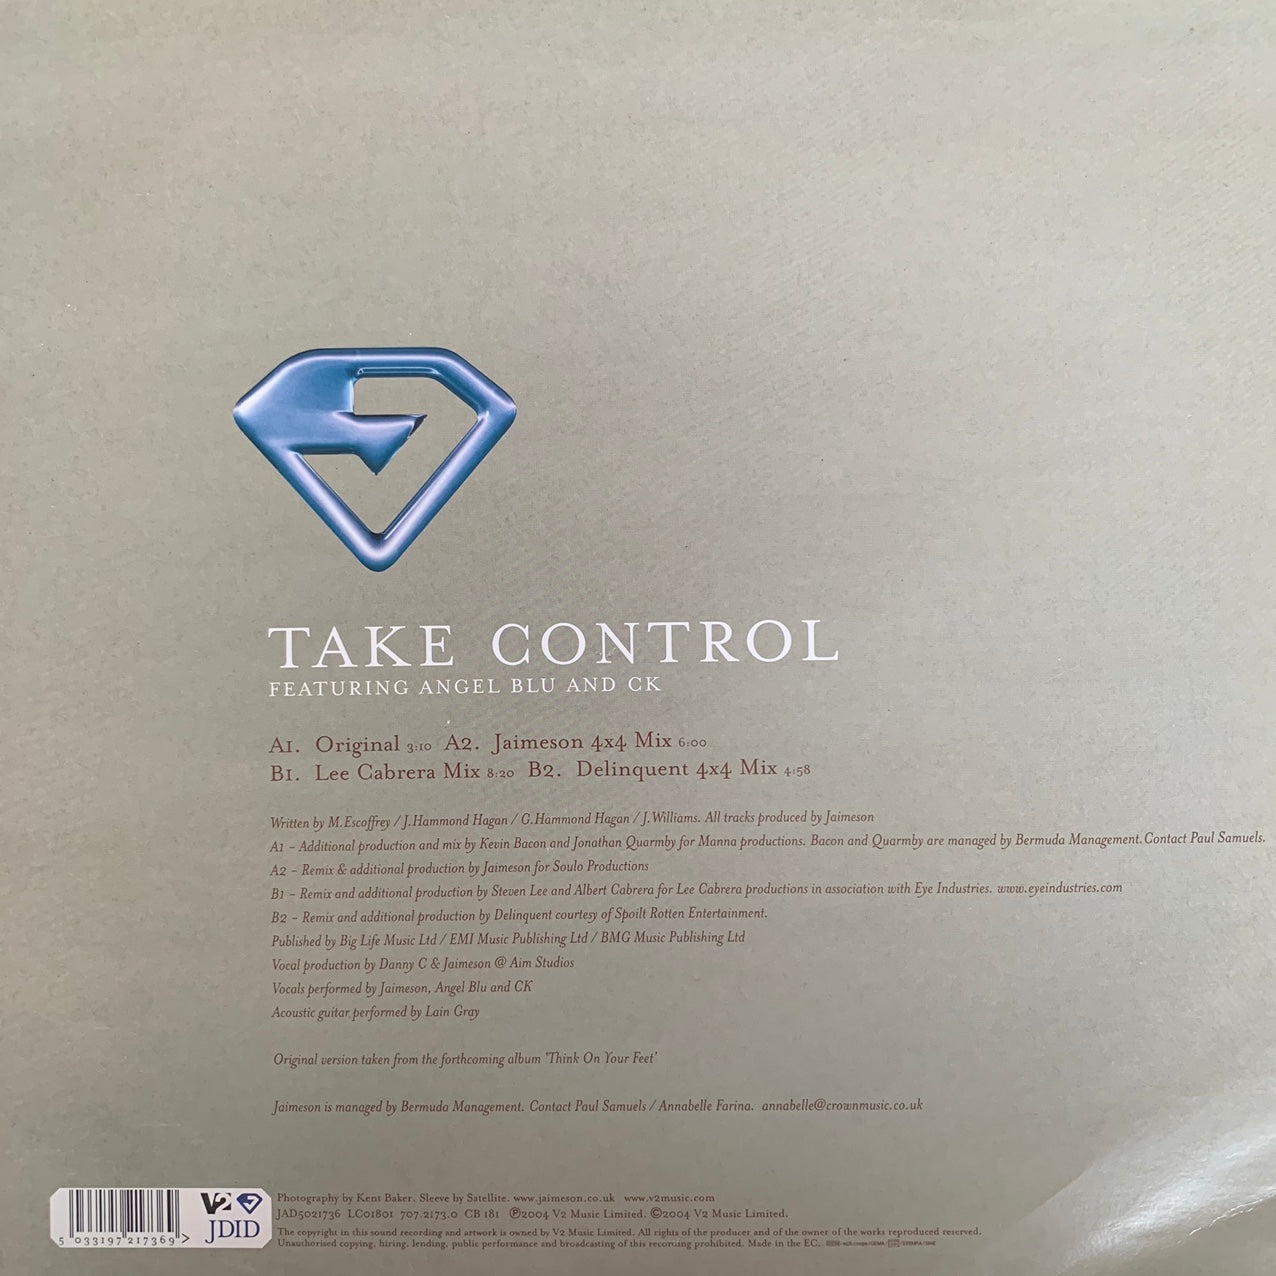 TAKE CONTROL
FEATURING ANGEL BLU AND CK
A1. Original 3:10 A2. Jaimeson 4x4 Mix 6:00
B1. Lee Cabrera Mix 8:20 B2. Delinquent 4x4 Mix 4:58
Written by M.Escoffrey / J.Hammond Hagan / G.Hammond Hagan / J.Williams. All tracks produced by Jaimeson
A1 - Additional production and mix by Kevin Bacon and Jonathan Quarmby for Manna productions. Bacon and Quarmby are managed by Bermuda Management. Contact Paul Samuels.
A2 - Remix & additional production by Jaimeson for Soulo Productions
B1 - Remix and additional production by Steven Lee and Albert Cabrera for Lee Cabrera productions in association with Eye Industries. www.eyeindustries.com
B2 - Remix and additional production by Delinquent courtesy of Spoilt Rotten Entertainment.
Published by Big Life Music Ltd / EMI Music Publishing Ltd / BMG Music Publishing Ltd
Vocal production by Danny C & Jaimeson @ Aim Studios
Vocals performed by Jaimeson, Angel Blu and CK
Acoustic guitar performed by Lain Gray
Original version taken from the forthcoming album 'Think On Your Feet'
Jaimeson is managed by Bermuda Management. Contact Paul Samuels / Annabelle Farina. annabelle@crownmusic.co.uk
V2
JDID
5 033197 217369 >
Photography by Kent Baker. Sleeve by Satellite. www.jaimeson.co.uk www.v2music.com
JAD5021736 LC01801 707.2173.0 CB 181 ℗2004 V2 Music Limited. ©2004 V2 Music Limited.
The copyright in this sound recording and artwork is owned by V2 Music Limited. All rights of the producer and of the owner of the works reproduced reserved.
Unauthorised copying, hiring, lending, public performance and broadcasting of this recording prohibited. Made in the EC.